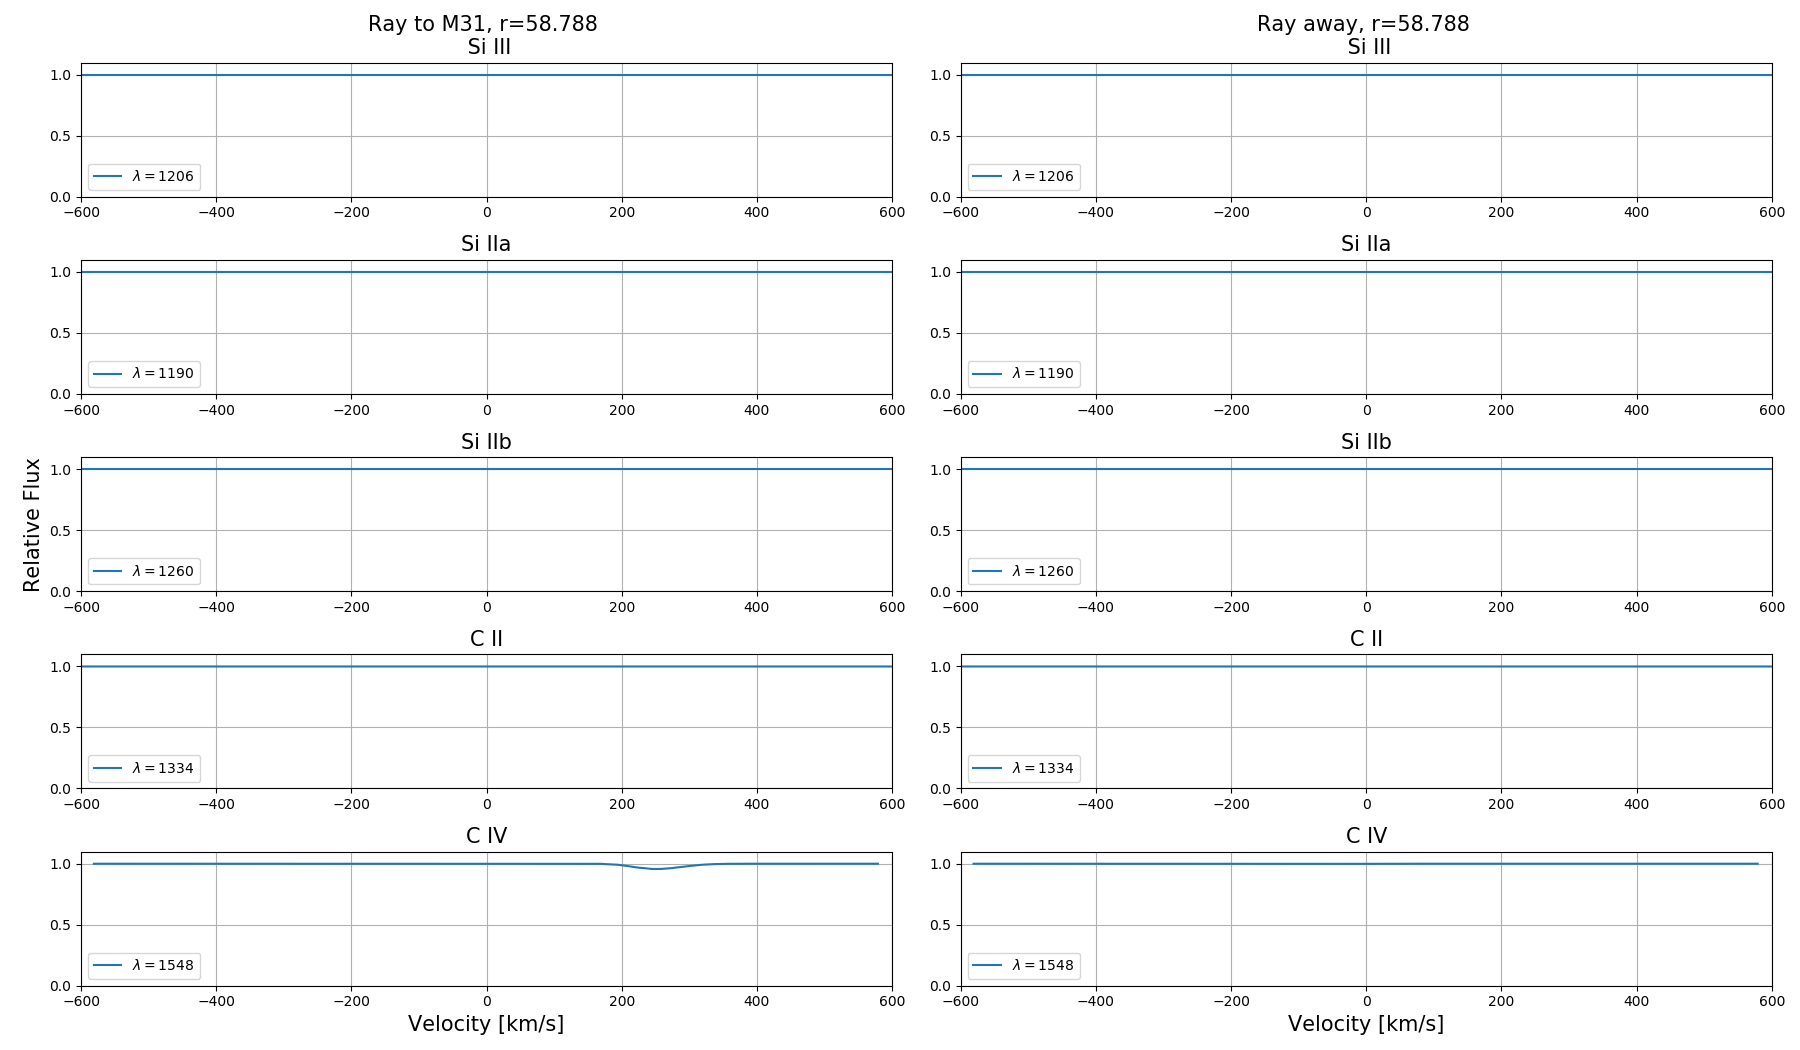 Ray to M31, r=58.788
Si III
1.0
0.5
0.0
λ = 1206
−600 −400 −200 0 200 400 600
Si IIa
1.0
0.5
0.0
λ = 1190
−600 −400 −200 0 200 400 600
Si IIb
1.0
0.5
0.0
λ = 1260
−600 −400 −200 0 200 400 600
Relative Flux
C II
1.0
0.5
0.0
λ = 1334
−600 −400 −200 0 200 400 600
C IV
1.0
0.5
0.0
λ = 1548
−600 −400 −200 0 200 400 600
Velocity [km/s]
Ray away, r=58.788
Si III
1.0
0.5
0.0
λ = 1206
−600 −400 −200 0 200 400 600
Si IIa
1.0
0.5
0.0
λ = 1190
−600 −400 −200 0 200 400 600
Si IIb
1.0
0.5
0.0
λ = 1260
−600 −400 −200 0 200 400 600
C II
1.0
0.5
0.0
λ = 1334
−600 −400 −200 0 200 400 600
C IV
1.0
0.5
0.0
λ = 1548
−600 −400 −200 0 200 400 600
Velocity [km/s]